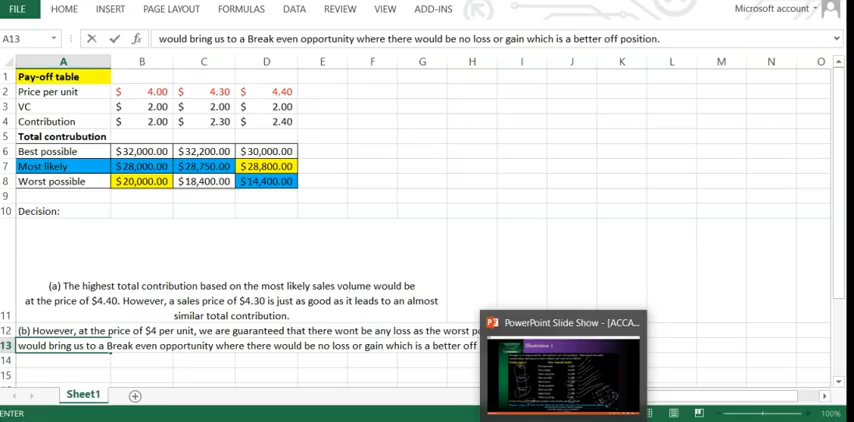 FILE HOME INSERT PAGE LAYOUT FORMULAS DATA REVIEW VIEW ADD-INS Microsoft account
A13 fx would bring us to a Break even opportunity where there would be no loss or gain which is a better off position.
A B C D E F G H I J K L M N O
1 Pay-off table
2 Price per unit $ 4.00 $ 4.30 $ 4.40
3 VC $ 2.00 $ 2.00 $ 2.00
4 Contribution $ 2.00 $ 2.30 $ 2.40
5 Total contrubution
6 Best possible $32,000.00 $32,200.00 $30,000.00
7 Most likely $28,000.00 $28,750.00 $28,800.00
8 Worst possible $20,000.00 $18,400.00 $14,400.00
9
10 Decision:
(a) The highest total contribution based on the most likely sales volume would be
at the price of $4.40. However, a sales price of $4.30 is just as good as it leads to an almost
11 similar total contribution.
12 (b) However, at the price of $4 per unit, we are guaranteed that there wont be any loss as the worst
13 would bring us to a Break even opportunity where there would be no loss or gain which is a better off
14
15
PowerPoint Slide Show - [ACCA...
Illustration 1
Sheet1
ENTER 100%